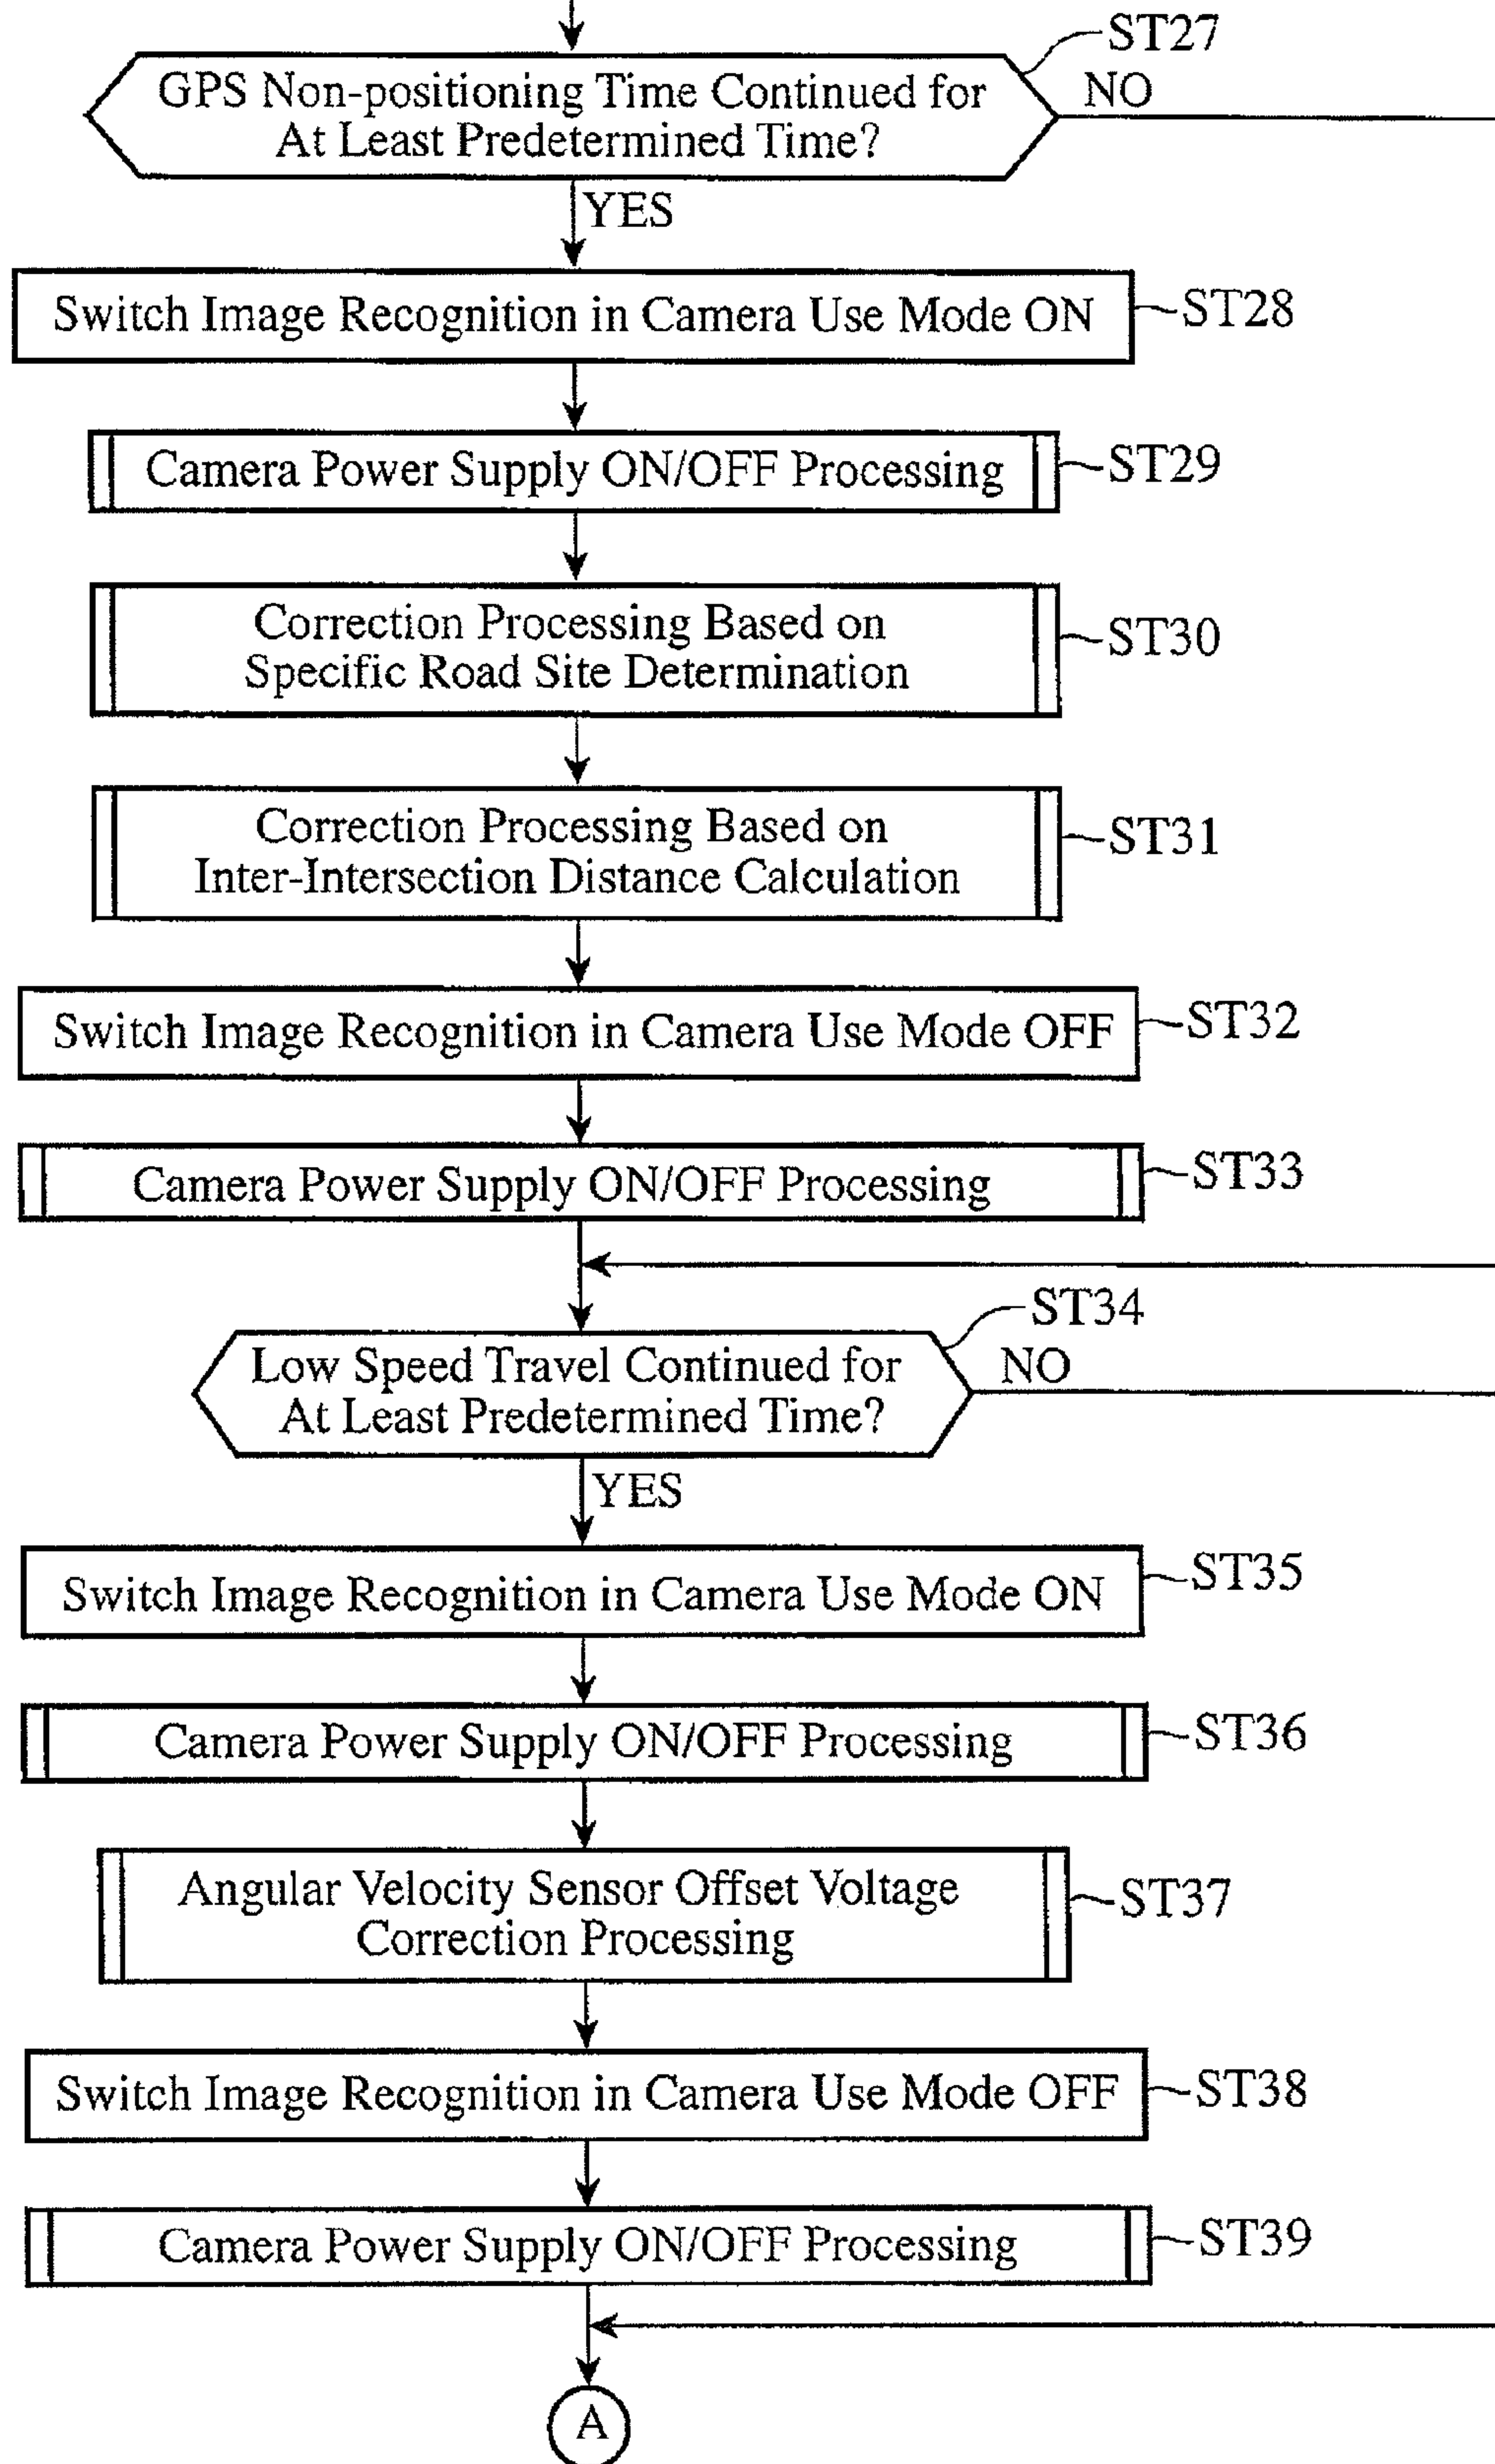 ST27
GPS Non-positioning Time Continued for
At Least Predetermined Time?
NO
YES
Switch Image Recognition in Camera Use Mode ON
ST28
Camera Power Supply ON/OFF Processing
ST29
Correction Processing Based on
Specific Road Site Determination
ST30
Correction Processing Based on
Inter-Intersection Distance Calculation
ST31
Switch Image Recognition in Camera Use Mode OFF
ST32
Camera Power Supply ON/OFF Processing
ST33
ST34
Low Speed Travel Continued for
At Least Predetermined Time?
NO
YES
Switch Image Recognition in Camera Use Mode ON
ST35
Camera Power Supply ON/OFF Processing
ST36
Angular Velocity Sensor Offset Voltage
Correction Processing
ST37
Switch Image Recognition in Camera Use Mode OFF
ST38
Camera Power Supply ON/OFF Processing
ST39
A